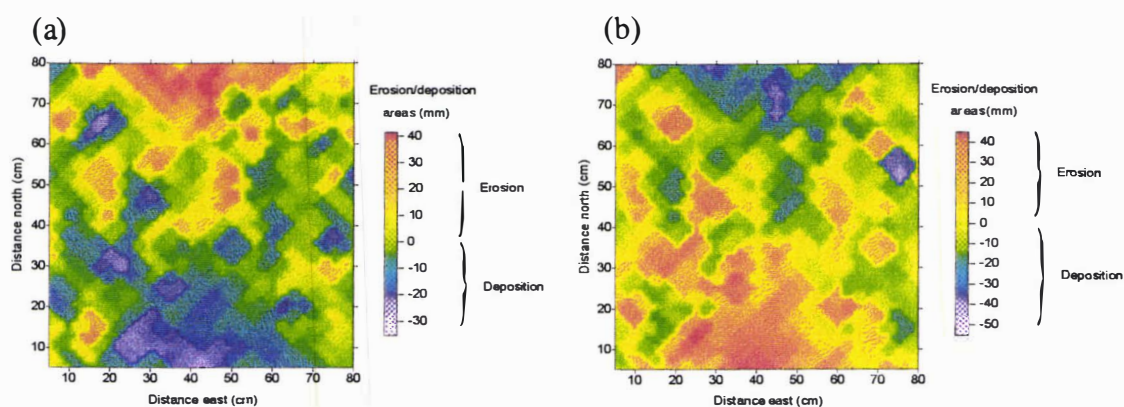 (a)
80
70
60
50
40
30
20
10
10 20 30 40 50 60 70 80
Distance north (cm)
Distance east (cm)
Erosion/deposition
areas (mm)
40
30
20
10
0
-10
-20
-30
Erosion
Deposition
(b)
80
70
60
50
40
30
20
10
10 20 30 40 50 60 70 80
Distance north (cm)
Distance east (cm)
Erosion/deposition
areas (mm)
40
30
20
10
0
-10
-20
-30
-40
-50
Erosion
Deposition